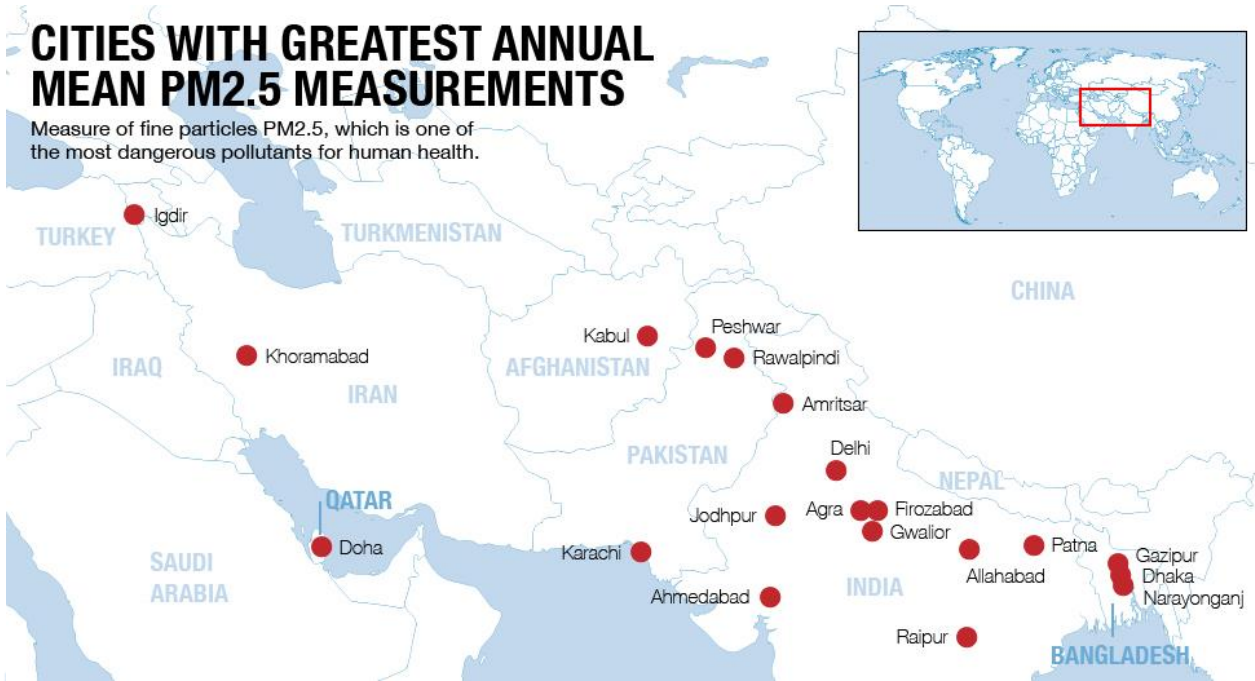 CITIES WITH GREATEST ANNUAL
MEAN PM2.5 MEASUREMENTS
Measure of fine particles PM2.5, which is one of
the most dangerous pollutants for human health.
Igdir
TURKEY
TURKMENISTAN
CHINA
Kabul
Peshwar
Khoramabad
Rawalpindi
IRAQ
AFGHANISTAN
IRAN
Amritsar
Delhi
PAKISTAN
NEPAL
QATAR
Jodhpur
Agra
Firozabad
Gwalior
Doha
Karachi
Patna
Gazipur
SAUDI
ARABIA
Allahabad
Dhaka
INDIA
Ahmedabad
Narayonganj
Raipur
BANGLADESH